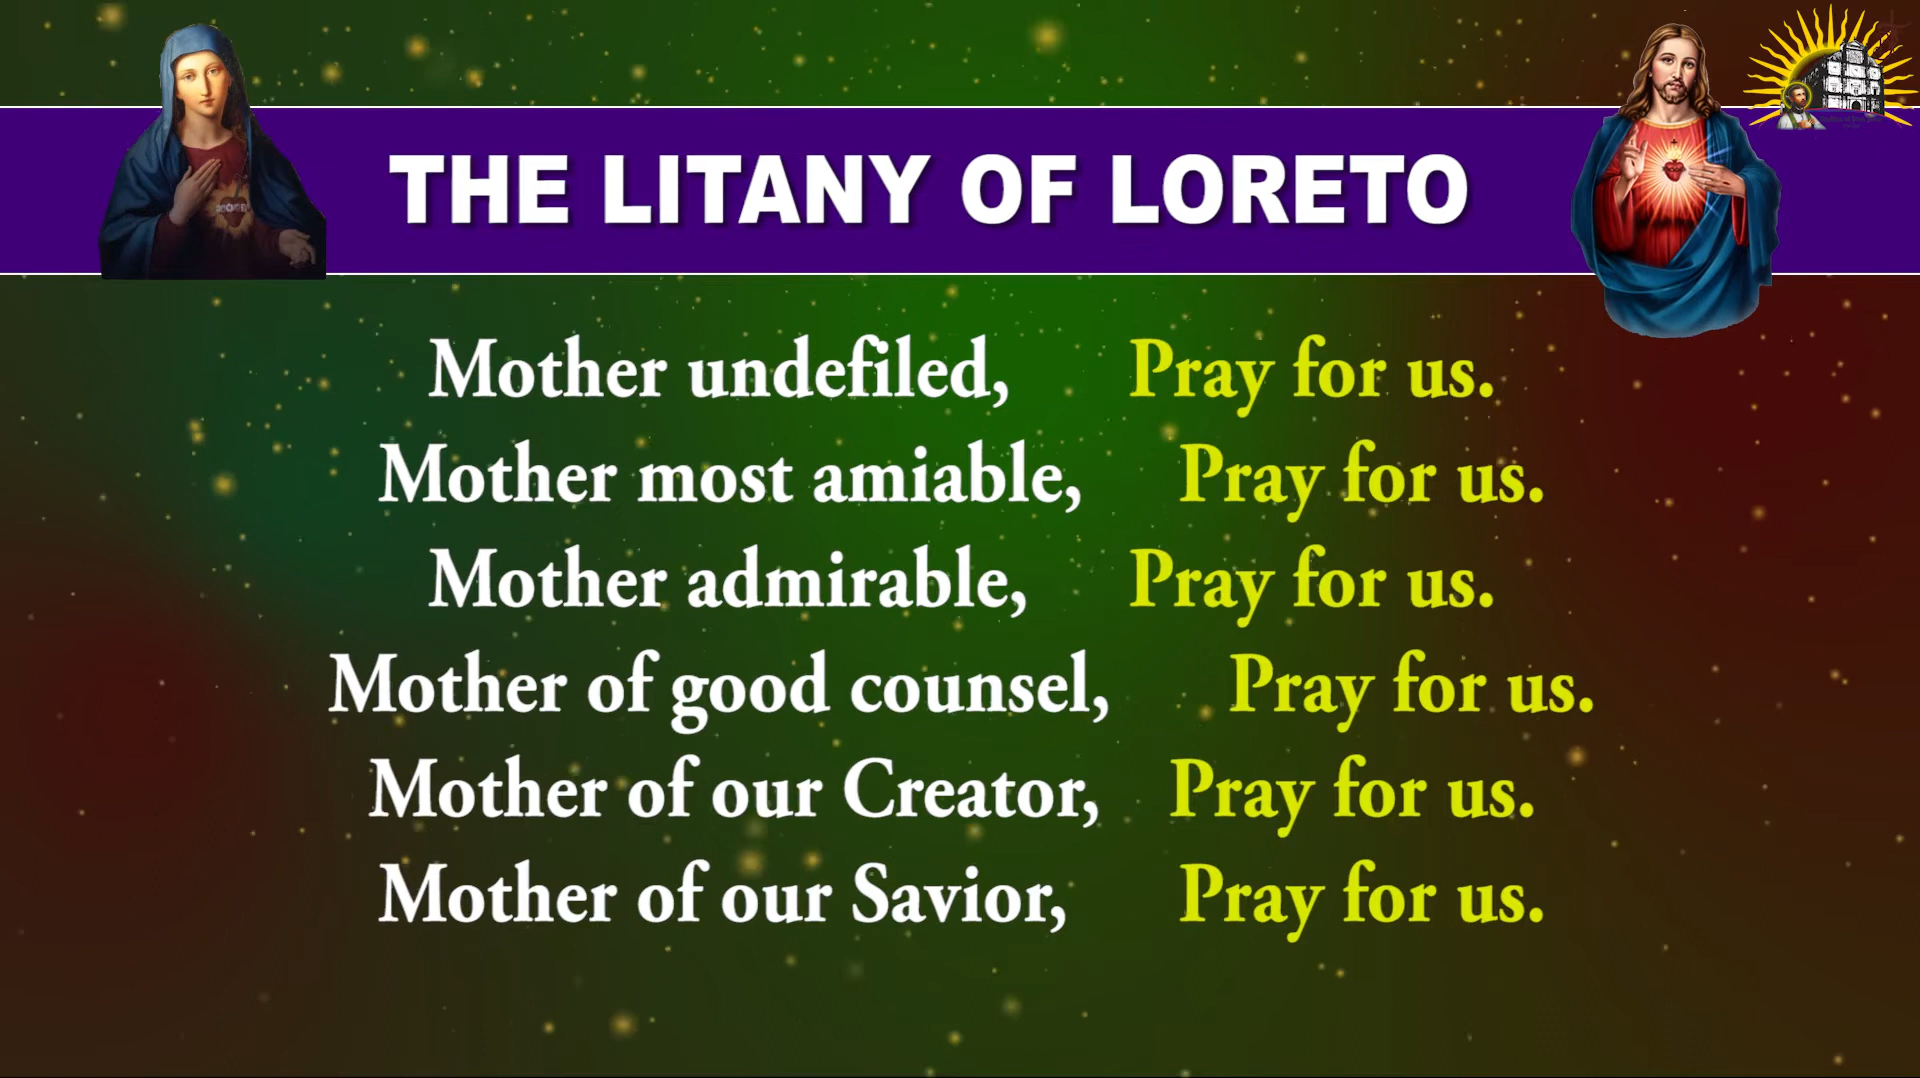 THE LITANY OF LORETO
Mother undefiled, Pray for us.
Mother most amiable, Pray for us.
Mother admirable, Pray for us.
Mother of good counsel, Pray for us.
Mother of our Creator, Pray for us.
Mother of our Savior, Pray for us.